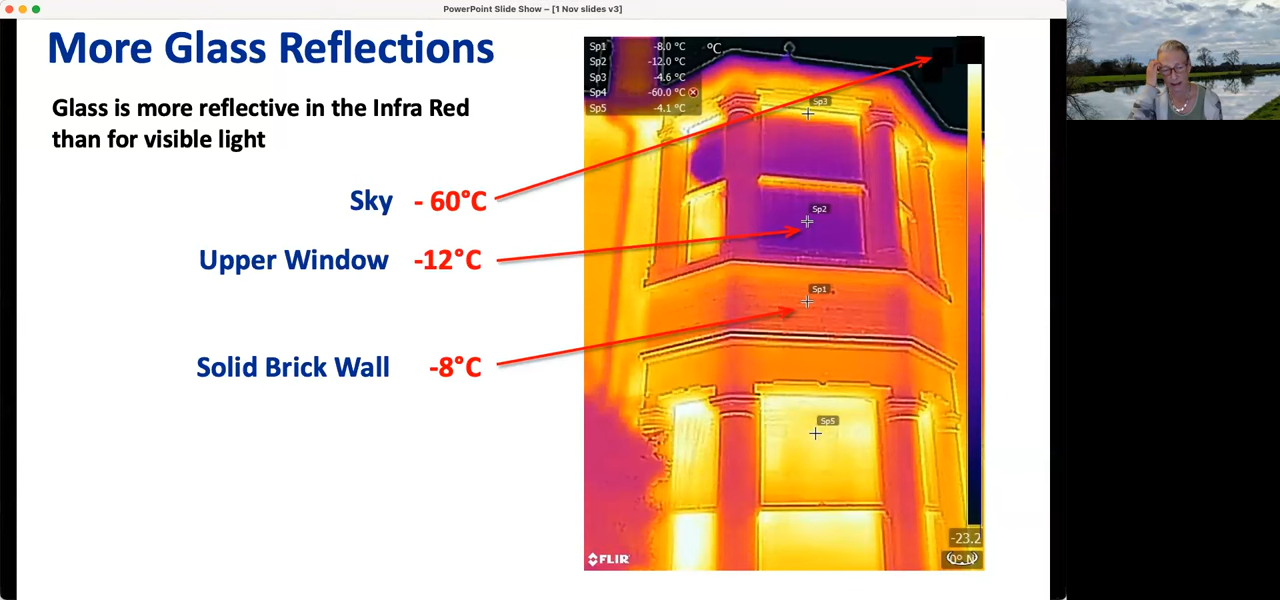 PowerPoint Slide Show – [1 Nov slides v3]
More Glass Reflections
Glass is more reflective in the Infra Red
than for visible light
Sky - 60°C
Upper Window -12°C
Solid Brick Wall -8°C
Sp1 -8.0 °C °C
Sp2 -12.0 °C
Sp3 -4.6 °C
Sp4 -60.0 °C
Sp5 -4.1 °C
Sp3
Sp2
Sp1
Sp5
-23.2
0° N
FLIR